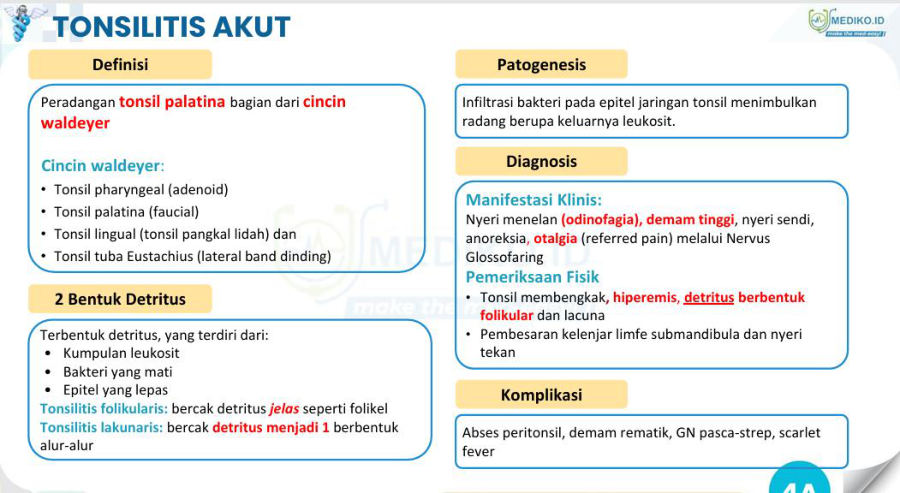 TONSILITIS AKUT
MEDIKO.ID
make the med easy!
Definisi
Peradangan tonsil palatina bagian dari cincin
waldeyer
Cincin waldeyer:
• Tonsil pharyngeal (adenoid)
• Tonsil palatina (faucial)
• Tonsil lingual (tonsil pangkal lidah) dan
• Tonsil tuba Eustachius (lateral band dinding)
2 Bentuk Detritus
Terbentuk detritus, yang terdiri dari:
• Kumpulan leukosit
• Bakteri yang mati
• Epitel yang lepas
Tonsilitis folikularis: bercak detritus jelas seperti folikel
Tonsilitis lakunaris: bercak detritus menjadi 1 berbentuk
alur-alur
Patogenesis
Infiltrasi bakteri pada epitel jaringan tonsil menimbulkan
radang berupa keluarnya leukosit.
Diagnosis
Manifestasi Klinis:
Nyeri menelan (odinofagia), demam tinggi, nyeri sendi,
anoreksia, otalgia (referred pain) melalui Nervus
Glossofaring
Pemeriksaan Fisik
• Tonsil membengkak, hiperemis, detritus berbentuk
folikular dan lacuna
• Pembesaran kelenjar limfe submandibula dan nyeri
tekan
Komplikasi
Abses peritonsil, demam rematik, GN pasca-strep, scarlet
fever
4A
MEDIKO.ID
make the m